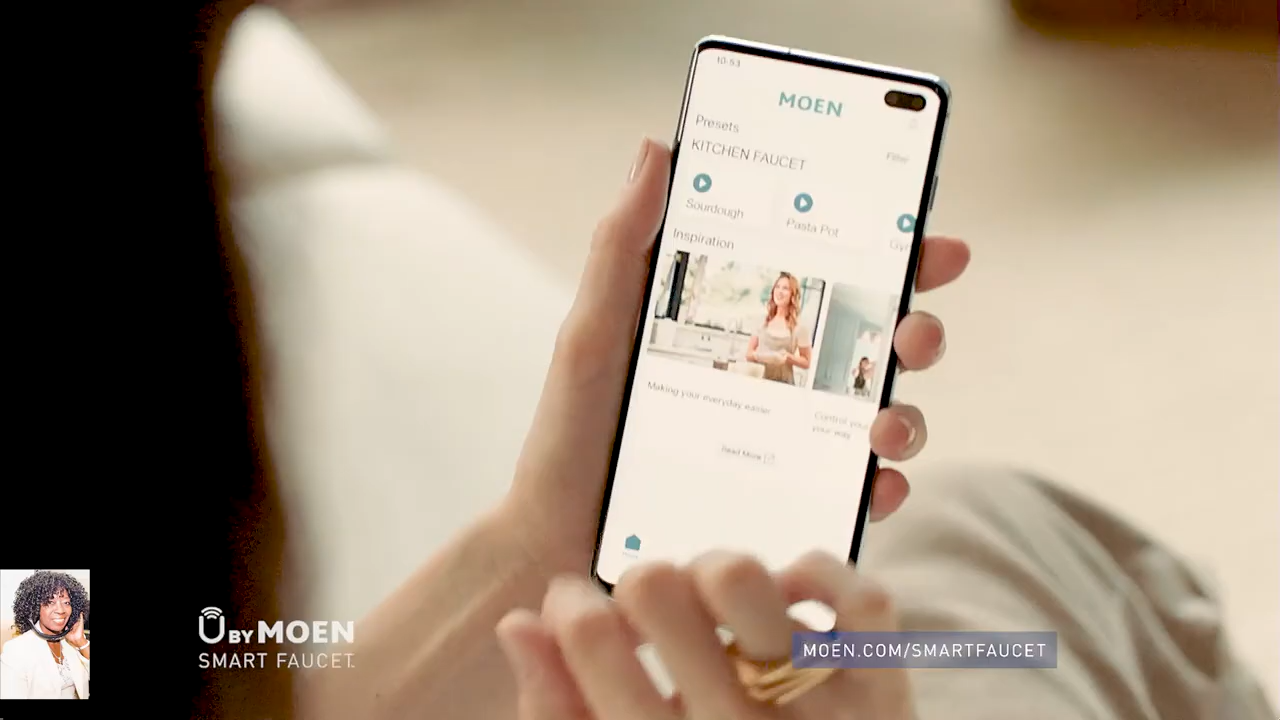 10:53
MOEN
Presets
Filter
KITCHEN FAUCET
Sourdough
Pasta Pot
Inspiration
Making your everyday easier
Control your
your way
Read More
U BY MOEN
SMART FAUCET.
MOEN.COM/SMARTFAUCET